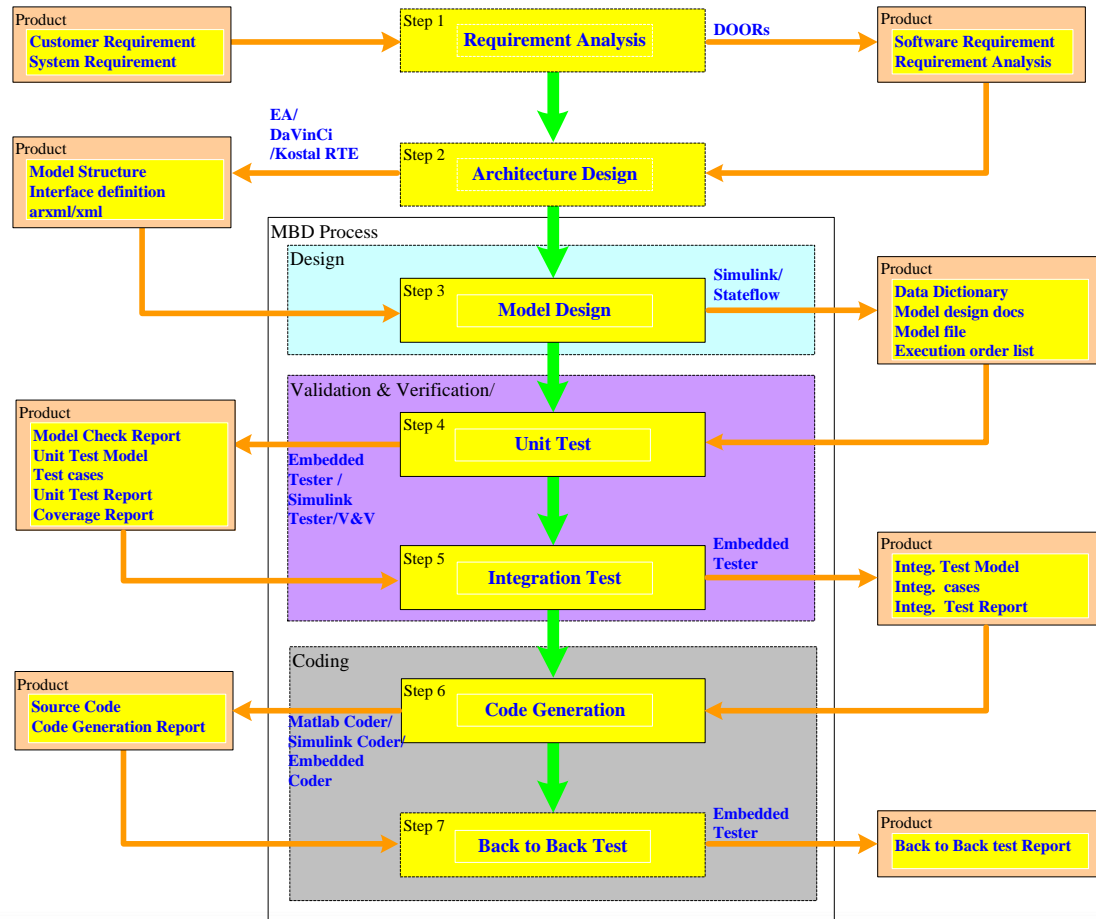 Product
Customer Requirement
System Requirement
Step 1
Requirement Analysis
DOORs
Product
Software Requirement
Requirement Analysis
EA/
DaVinCi
/Kostal RTE
Product
Model Structure
Interface definition
arxml/xml
Step 2
Architecture Design
MBD Process
Design
Step 3
Model Design
Simulink/
Stateflow
Product
Data Dictionary
Model design docs
Model file
Execution order list
Validation & Verification/
Product
Model Check Report
Unit Test Model
Test cases
Unit Test Report
Coverage Report
Step 4
Unit Test
Embedded
Tester /
Simulink
Tester/V&V
Step 5
Integration Test
Embedded
Tester
Product
Integ. Test Model
Integ. cases
Integ. Test Report
Coding
Product
Source Code
Code Generation Report
Step 6
Code Generation
Matlab Coder/
Simulink Coder/
Embedded
Coder
Step 7
Back to Back Test
Embedded
Tester
Product
Back to Back test Report